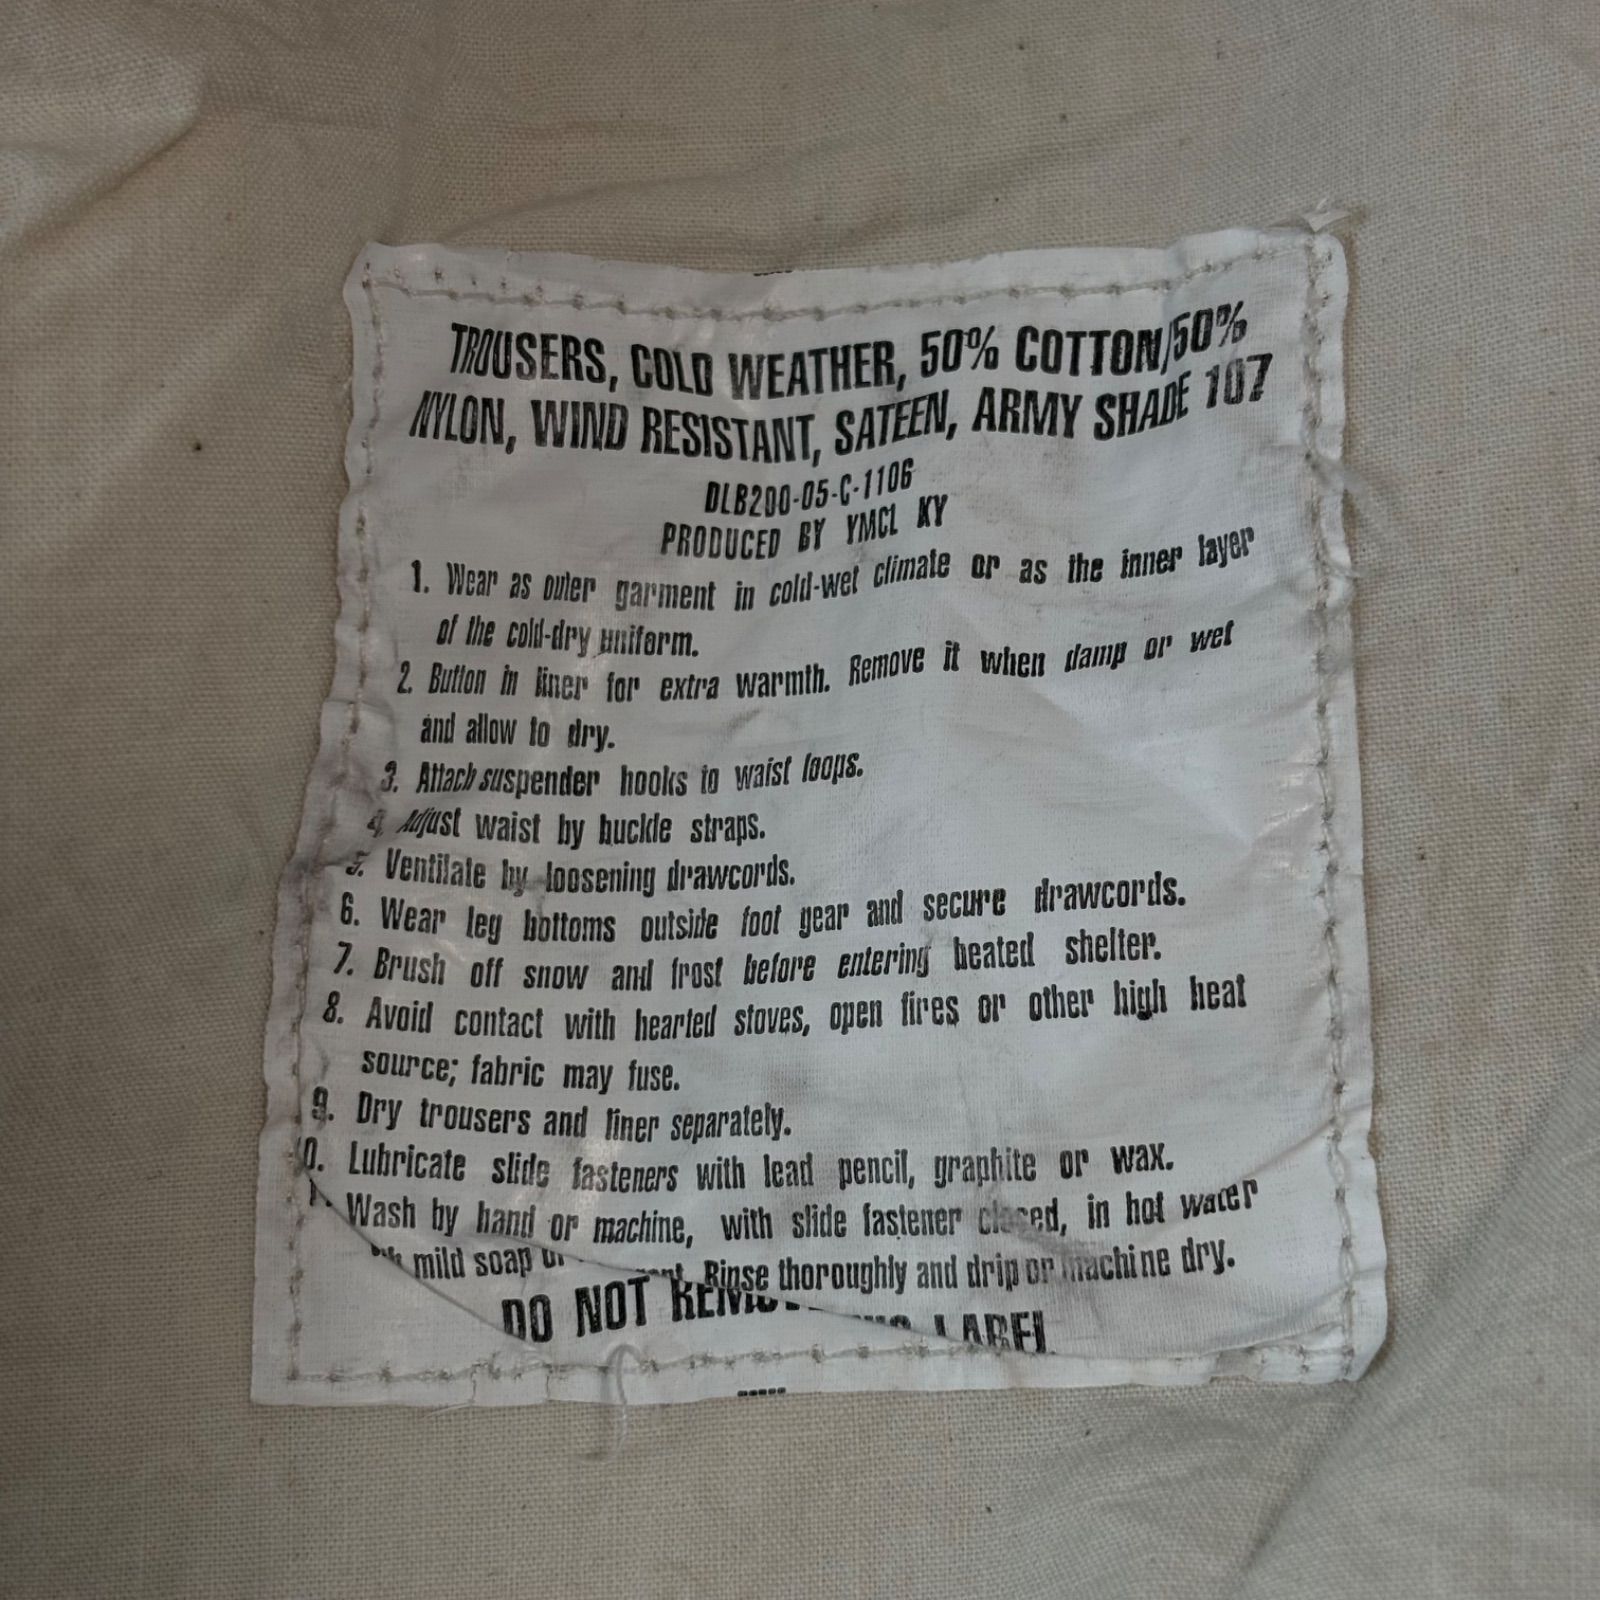 TROUSERS, COLD WEATHER, 50% COTTON/50%
NYLON, WIND RESISTANT, SATEEN, ARMY SHADE 107
DLB200-05-C-1106
PRODUCED BY YMCL KY
1. Wear as outer garment in cold-wet climate or as the inner layer
of the cold-dry uniform.
2. Button in liner for extra warmth. Remove it when damp or wet
and allow to dry.
3. Attach suspender hooks to waist loops.
4. Adjust waist by buckle straps.
5. Ventilate by loosening drawcords.
6. Wear leg bottoms outside foot gear and secure drawcords.
7. Brush off snow and frost before entering heated shelter.
8. Avoid contact with hearted stoves, open fires or other high heat
source; fabric may fuse.
9. Dry trousers and liner separately.
10. Lubricate slide fasteners with lead pencil, graphite or wax.
Wash by hand or machine, with slide fastener closed, in hot water
mild soap Rinse thoroughly and drip or machine dry.
DO NOT REMOVE LABEL